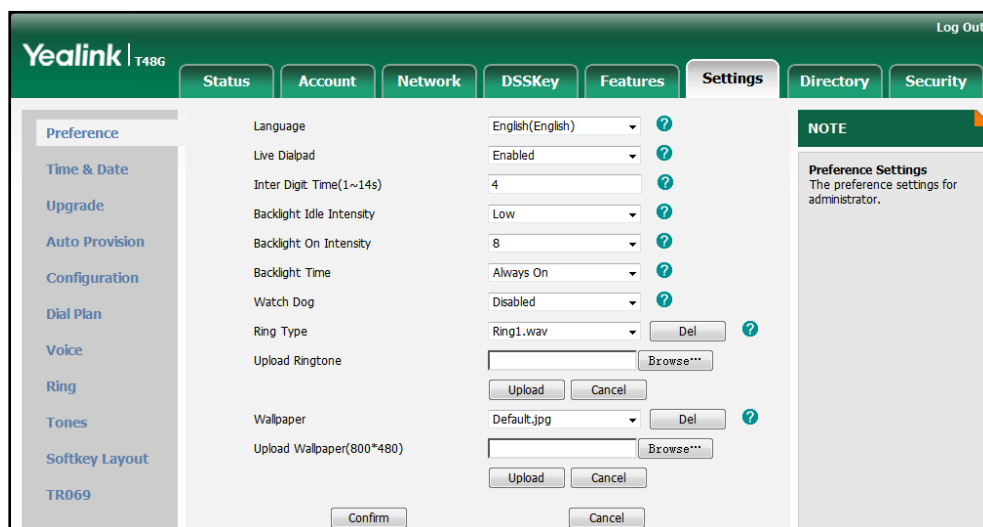 Log Out
Yealink | T48G
Status Account Network DSSKey Features Settings Directory Security
Preference
Time & Date
Upgrade
Auto Provision
Configuration
Dial Plan
Voice
Ring
Tones
Softkey Layout
TR069
Language English(English) ?
Live Dialpad Enabled ?
Inter Digit Time(1~14s) 4 ?
Backlight Idle Intensity Low ?
Backlight On Intensity 8 ?
Backlight Time Always On ?
Watch Dog Disabled ?
Ring Type Ring1.wav Del ?
Upload Ringtone Browse...
Upload Cancel
Wallpaper Default.jpg Del ?
Upload Wallpaper(800*480) Browse...
Upload Cancel
Confirm Cancel
NOTE
Preference Settings
The preference settings for
administrator.